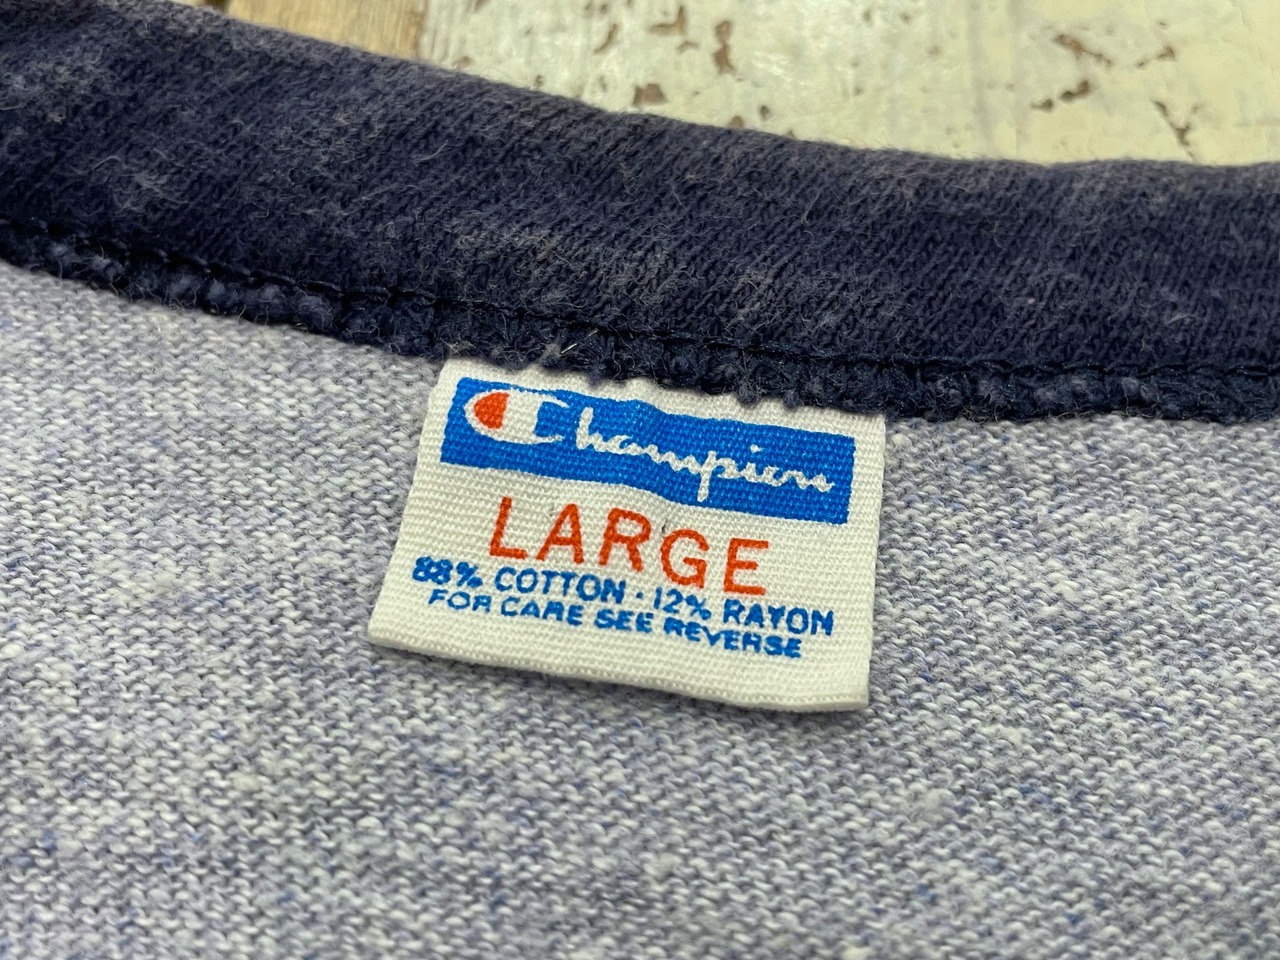 Champion
LARGE
88% COTTON · 12% RAYON
FOR CARE SEE REVERSE